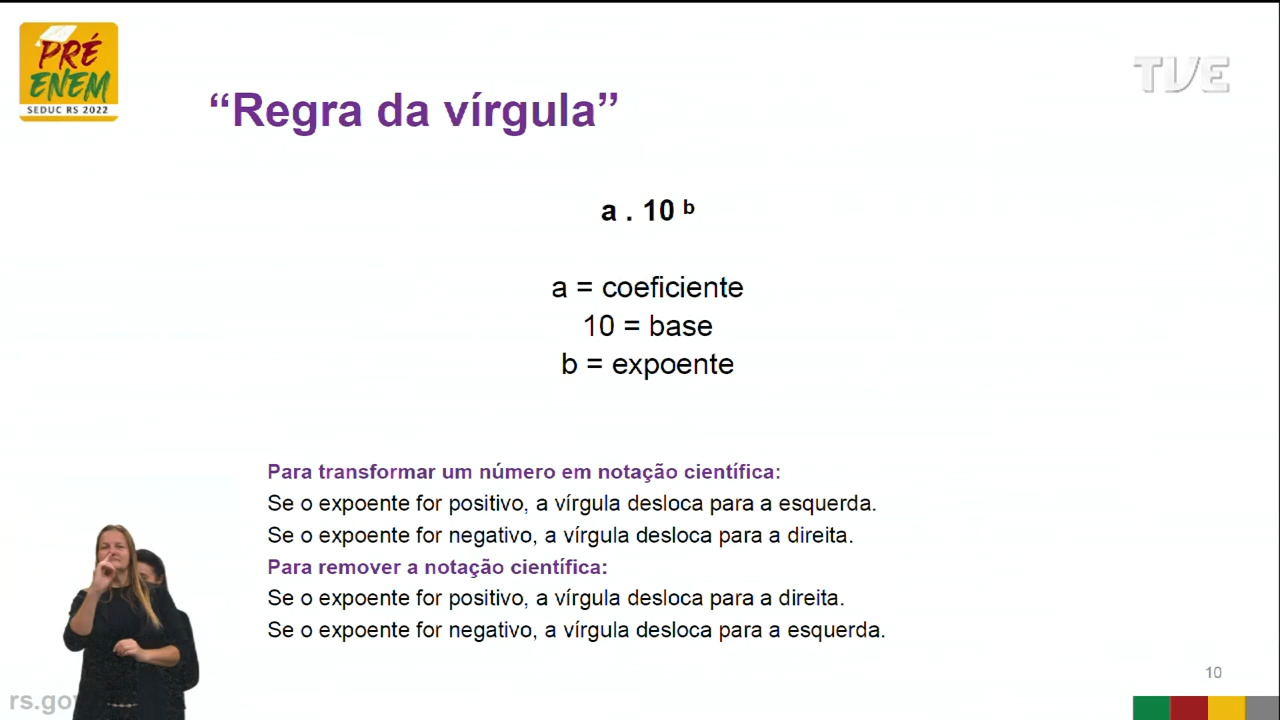 PRÉ
ENEM
SEDUC RS 2022
TVE
“Regra da vírgula”
a . 10 ᵇ
a = coeficiente
10 = base
b = expoente
Para transformar um número em notação científica:
Se o expoente for positivo, a vírgula desloca para a esquerda.
Se o expoente for negativo, a vírgula desloca para a direita.
Para remover a notação científica:
Se o expoente for positivo, a vírgula desloca para a direita.
Se o expoente for negativo, a vírgula desloca para a esquerda.
10